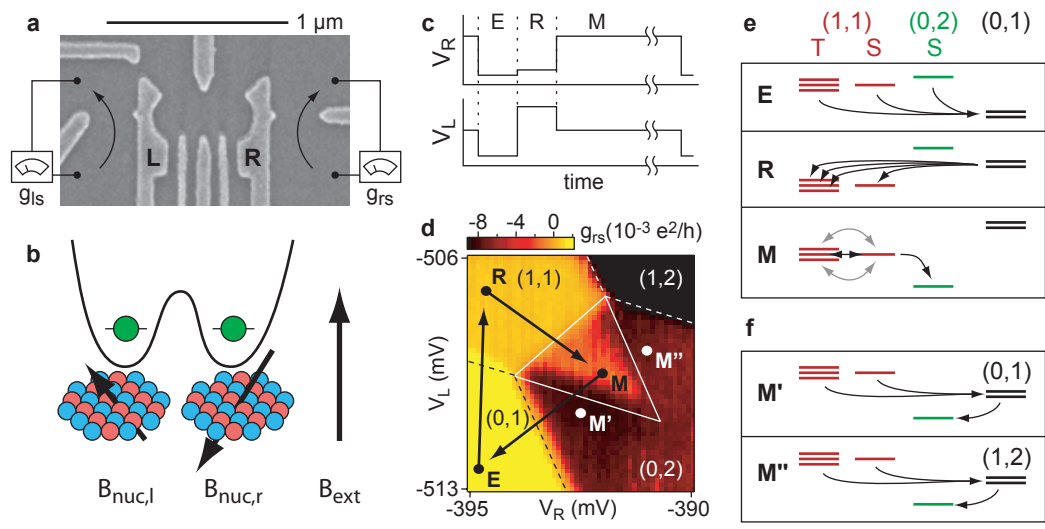 a
1 µm
L
R
g_ls
g_rs
b
B_nuc,l
B_nuc,r
B_ext
c
E
R
M
V_R
V_L
time
d
-8 -4 0
g_rs(10^-3 e^2/h)
-506
-513
V_L (mV)
-395
-390
V_R (mV)
R
(1,1)
(1,2)
M''
M
(0,1)
M'
E
(0,2)
e
(1,1) (0,2) (0,1)
T S S
E
R
M
f
M'
(0,1)
M''
(1,2)